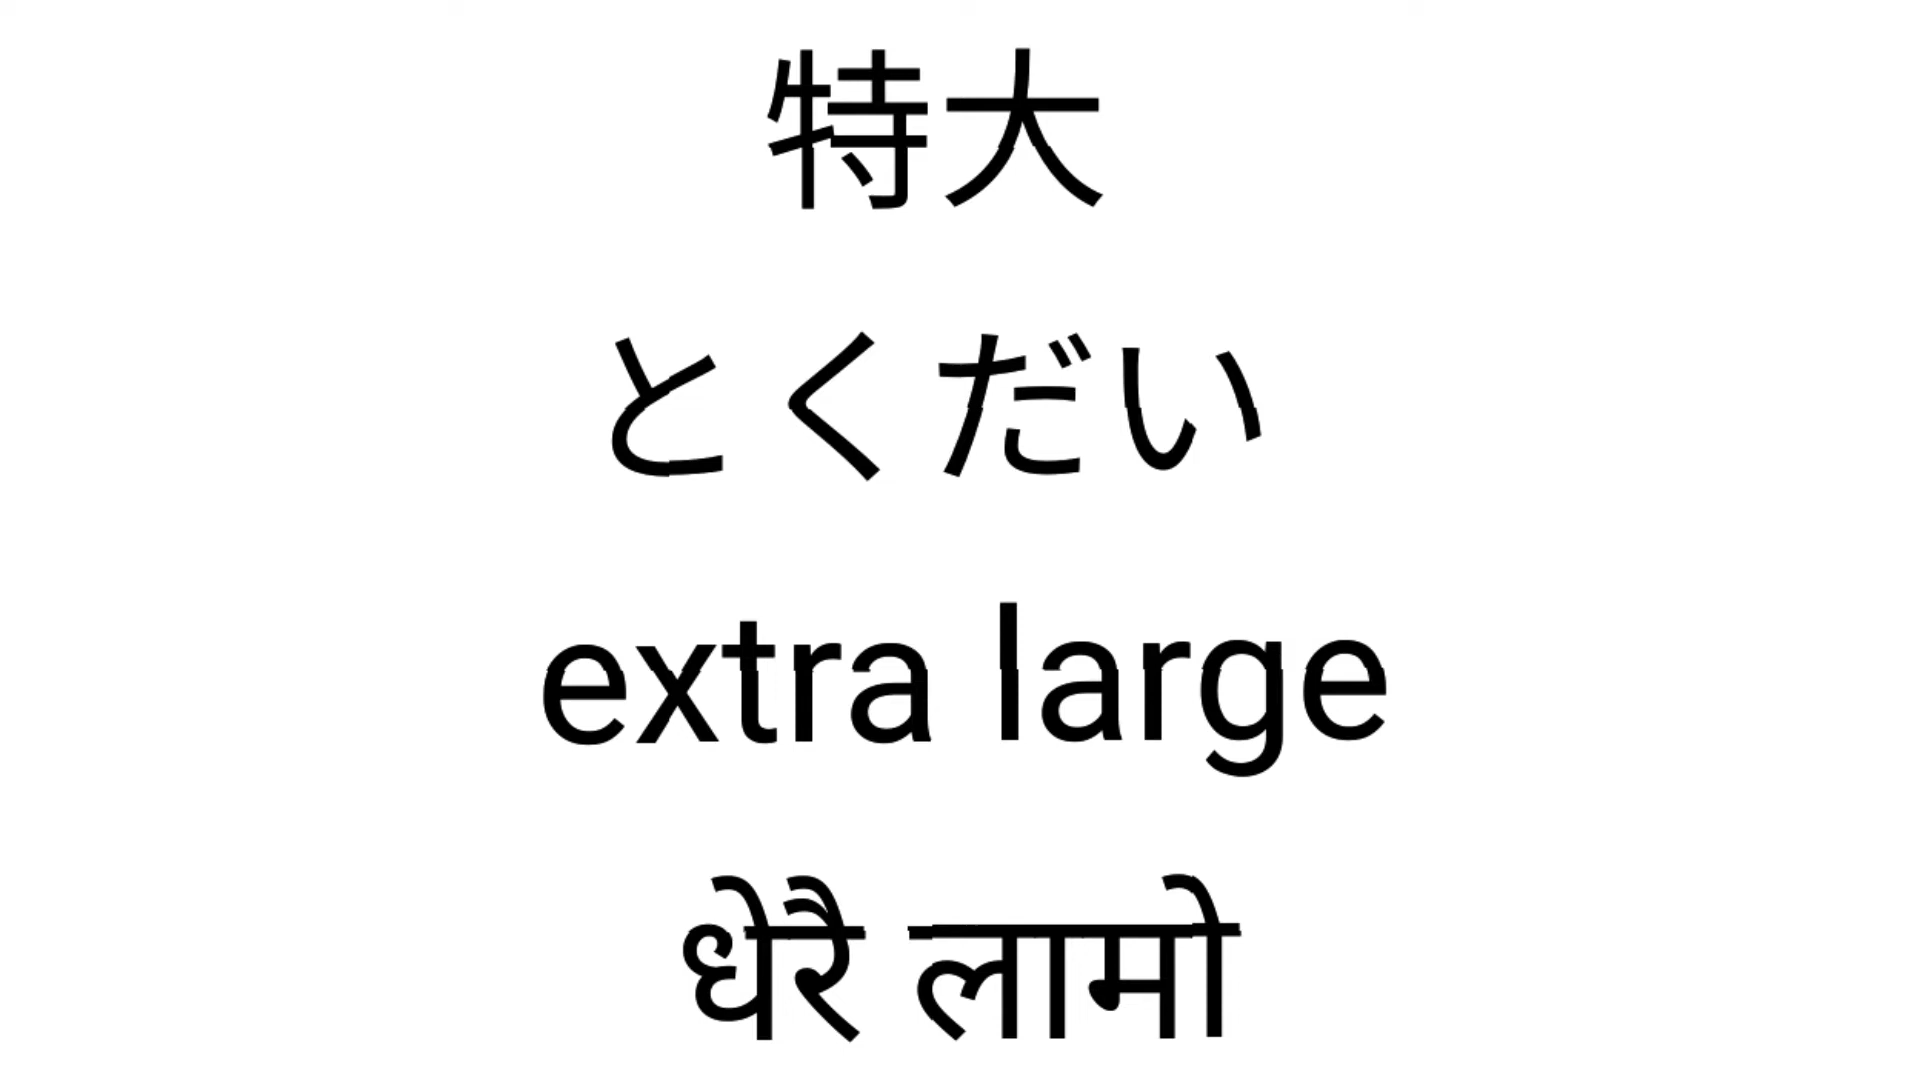 特大
とくだい
extra large
धेरै लामो